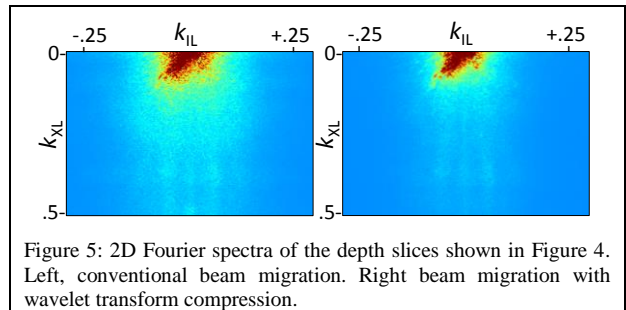 -.25 k_IL +.25 -.25 k_IL +.25
0- 0-
k_XL k_XL
.5- .5-
Figure 5: 2D Fourier spectra of the depth slices shown in Figure 4.
Left, conventional beam migration. Right beam migration with
wavelet transform compression.